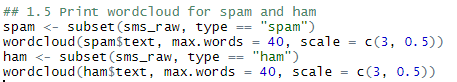 ## 1.5 Print wordcloud for spam and ham
spam <- subset(sms_raw, type == "spam")
wordcloud(spam$text, max.words = 40, scale = c(3, 0.5))
ham <- subset(sms_raw, type == "ham")
wordcloud(ham$text, max.words = 40, scale = c(3, 0.5))